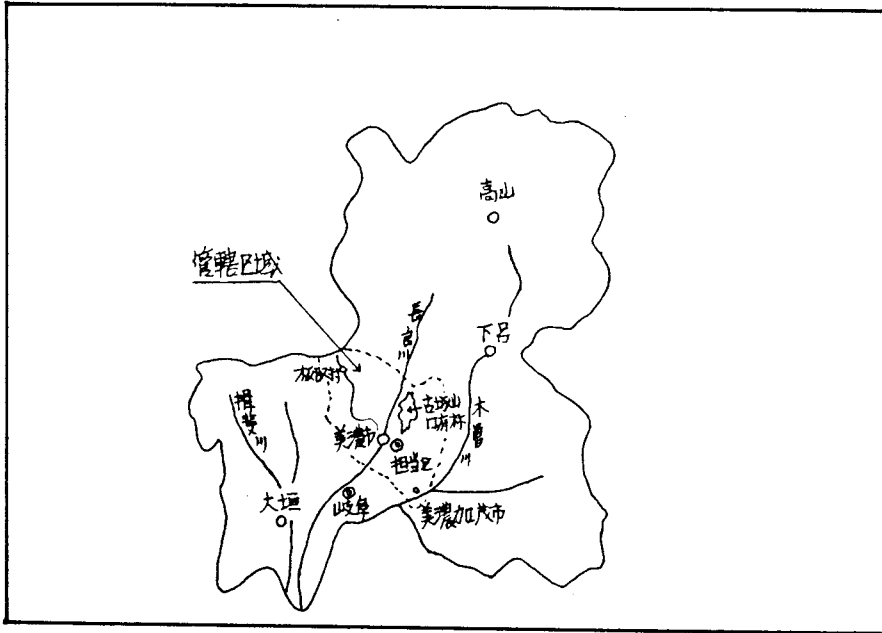 高山
管轄区域
長良川
下呂
板取村
揖斐川
古城山
国有林
木曽川
美濃市
担当区
岐阜
大垣
美濃加茂市